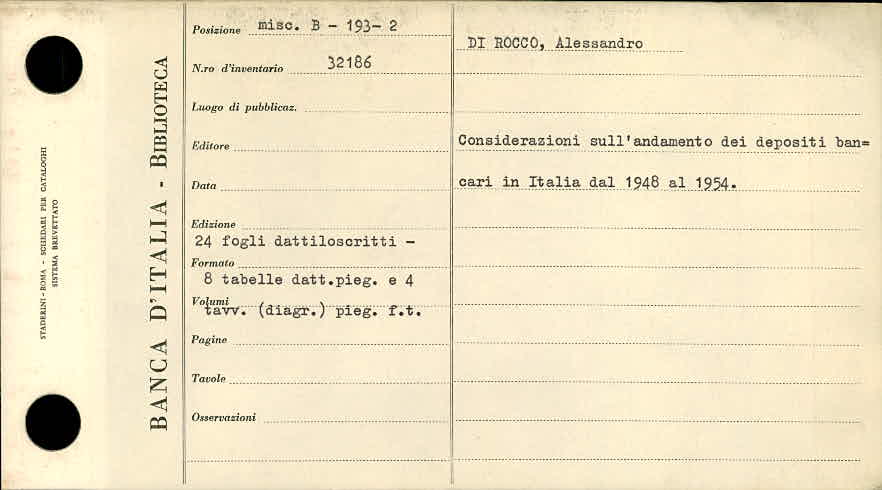 STADERINI - ROMA - SCHEDARI PER CATALOGHI
SISTEMA BREVETTATO
BANCA D'ITALIA - BIBLIOTECA
Posizione misc. B - 193- 2
N.ro d'inventario 32186
Luogo di pubblicaz.
Editore
Data
Edizione
24 fogli dattiloscritti -
Formato
8 tabelle datt.pieg. e 4
Volumi
tavv. (diagr.) pieg. f.t.
Pagine
Tavole
Osservazioni
DI ROCCO, Alessandro
Considerazioni sull'andamento dei depositi ban=
cari in Italia dal 1948 al 1954.